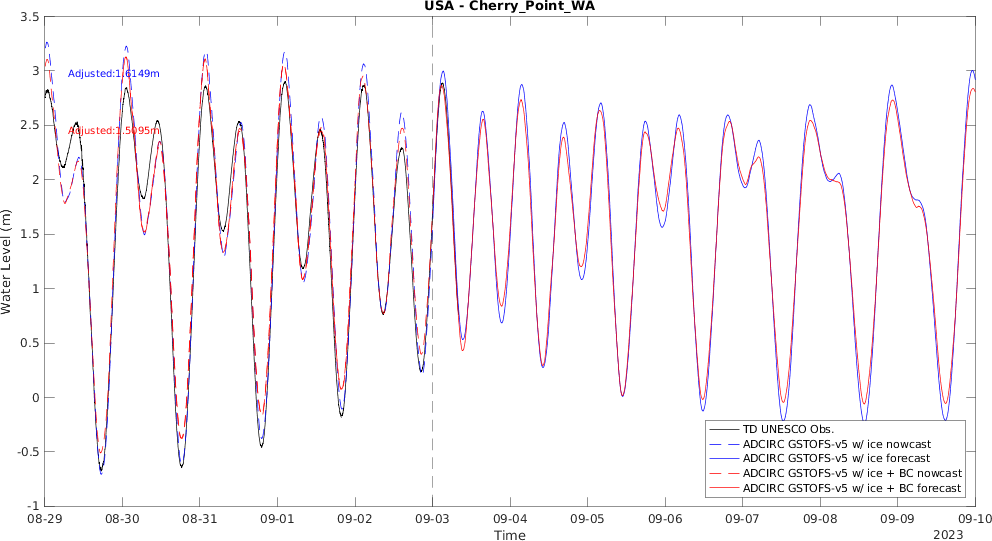 USA - Cherry_Point_WA
3.5
3
2.5
2
1.5
1
0.5
0
-0.5
-1
Water Level (m)
Adjusted:1.6149m
Adjusted:1.5095m
TD UNESCO Obs.
ADCIRC GSTOFS-v5 w/ ice nowcast
ADCIRC GSTOFS-v5 w/ ice forecast
ADCIRC GSTOFS-v5 w/ ice + BC nowcast
ADCIRC GSTOFS-v5 w/ ice + BC forecast
08-29 08-30 08-31 09-01 09-02 09-03 09-04 09-05 09-06 09-07 09-08 09-09 09-10
Time
2023